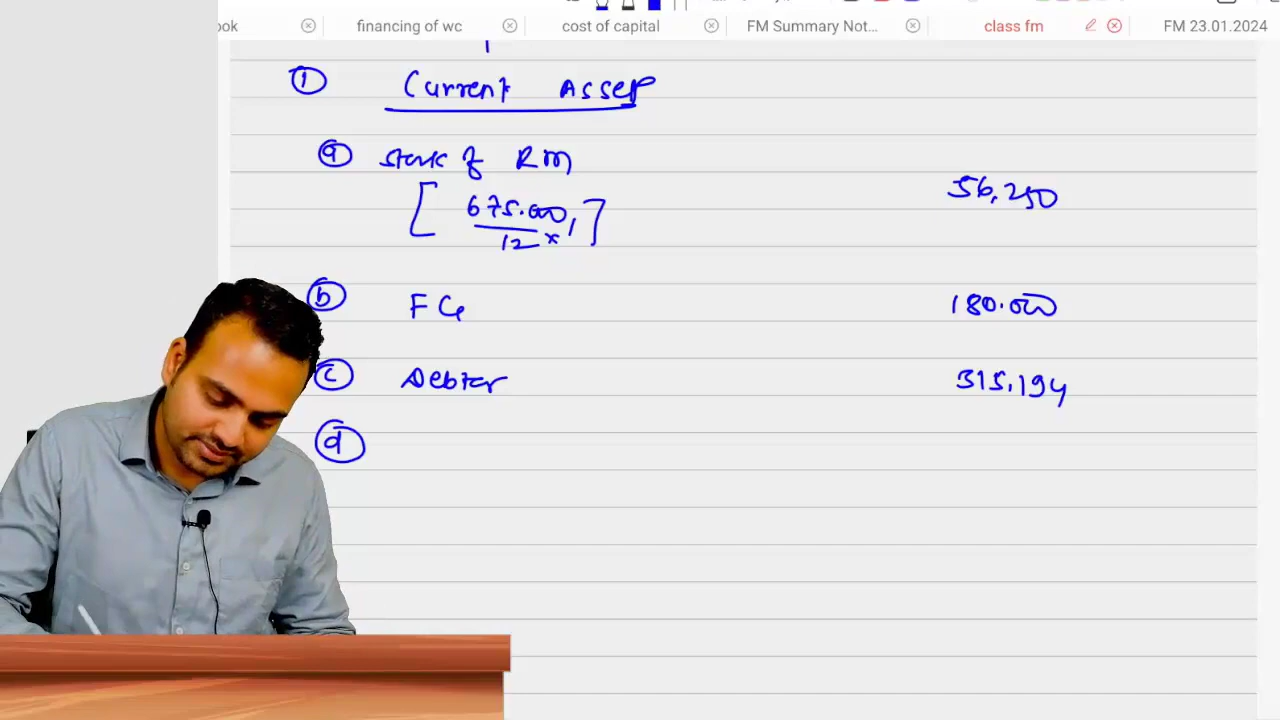 ook financing of wc cost of capital FM Summary Not... class fm FM 23.01.2024
① Current Asset
ⓐ stock of RM
[675.000/12 x 1] 56,250
ⓑ FG 180.000
ⓒ Debtor 315,194
ⓓ